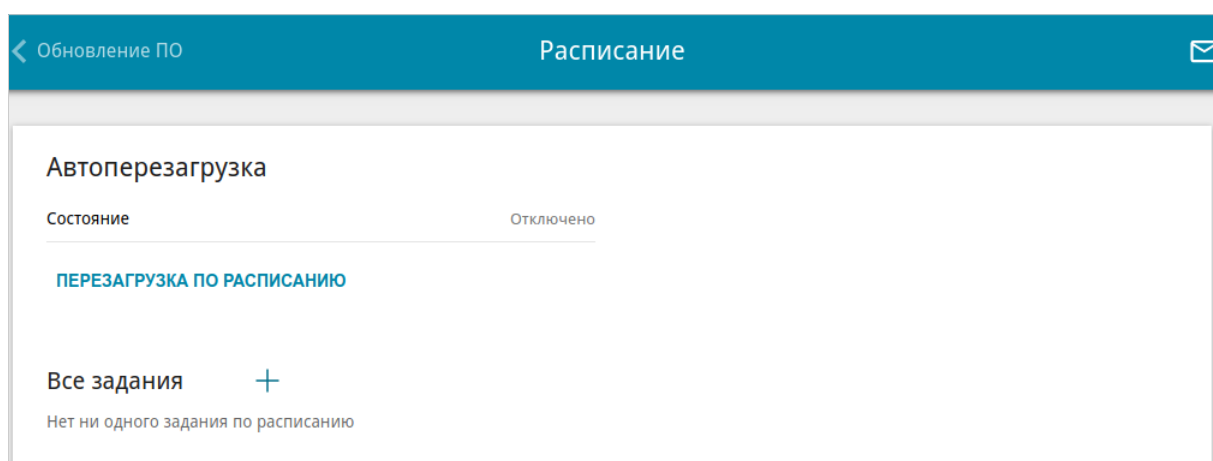 Обновление ПО
Расписание
Автоперезагрузка
Состояние Отключено
ПЕРЕЗАГРУЗКА ПО РАСПИСАНИЮ
Все задания
Нет ни одного задания по расписанию